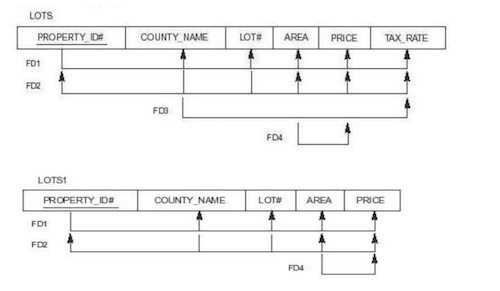 LOTS
PROPERTY_ID# COUNTY_NAME LOT# AREA PRICE TAX_RATE
FD1
FD2
FD3
FD4
LOTS1
PROPERTY_ID# COUNTY_NAME LOT# AREA PRICE
FD1
FD2
FD4